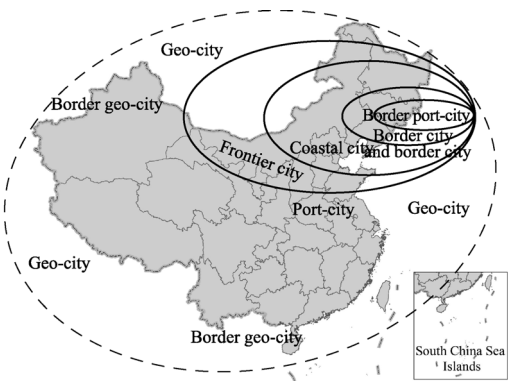 Geo-city
Border geo-city
Border port-city
Border city
Coastal city
and border city
Frontier city
Port-city
Geo-city
Geo-city
Border geo-city
South China Sea
Islands